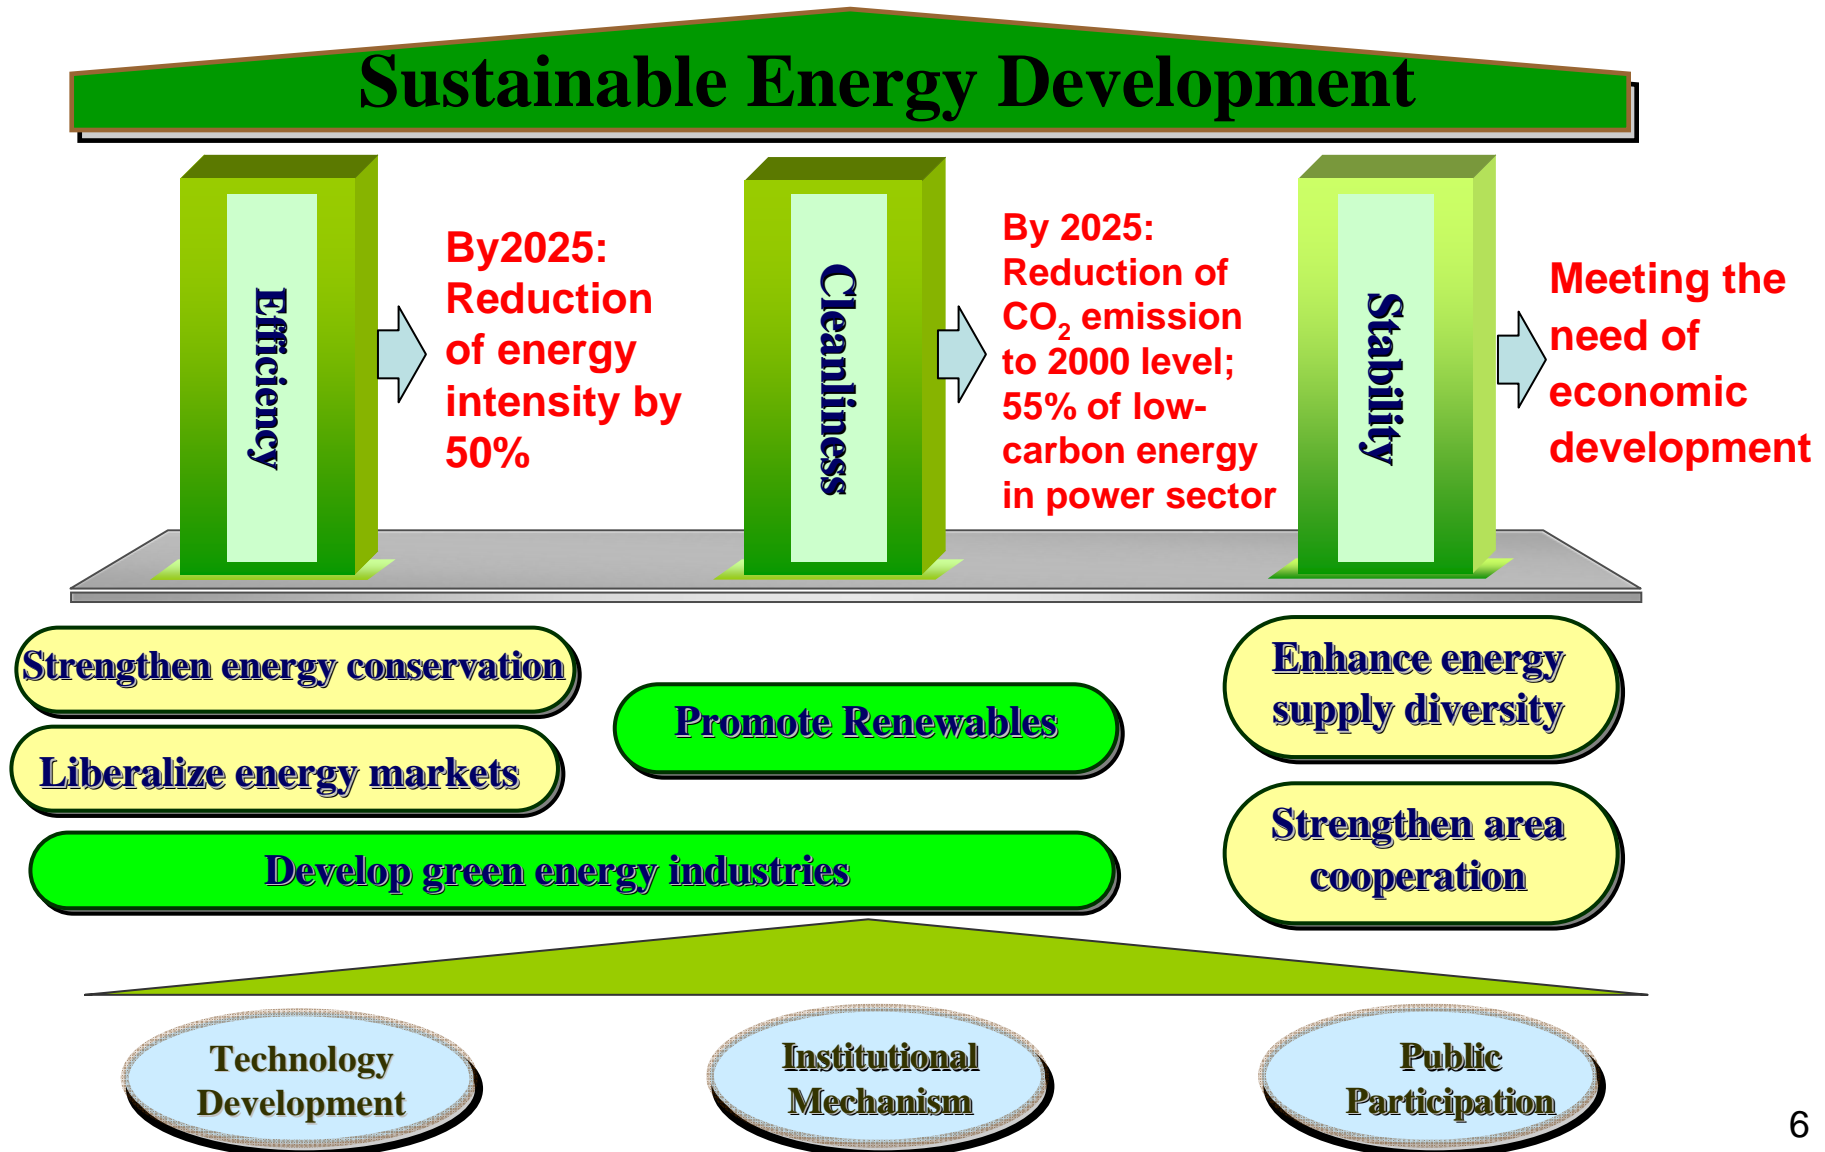 Sustainable Energy Development
Efficiency
By2025:
Reduction
of energy
intensity by
50%
Cleanliness
By 2025:
Reduction of
CO₂ emission
to 2000 level;
55% of low-
carbon energy
in power sector
Stability
Meeting the
need of
economic
development
Strengthen energy conservation
Liberalize energy markets
Promote Renewables
Develop green energy industries
Enhance energy
supply diversity
Strengthen area
cooperation
Technology
Development
Institutional
Mechanism
Public
Participation
6